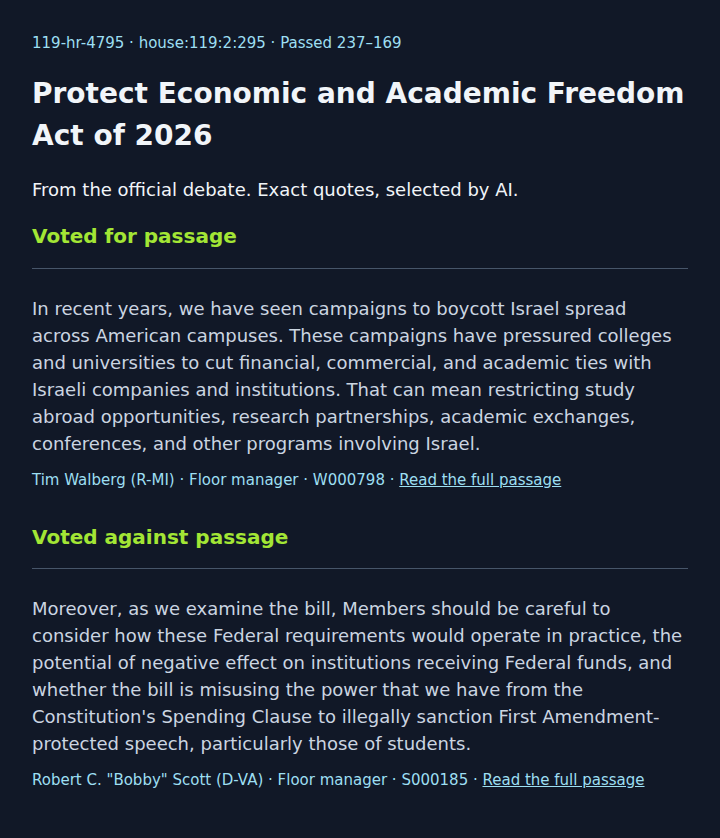 119-hr-4795 · house:119:2:295 · Passed 237–169
Protect Economic and Academic Freedom
Act of 2026
From the official debate. Exact quotes, selected by AI.
Voted for passage
In recent years, we have seen campaigns to boycott Israel spread
across American campuses. These campaigns have pressured colleges
and universities to cut financial, commercial, and academic ties with
Israeli companies and institutions. That can mean restricting study
abroad opportunities, research partnerships, academic exchanges,
conferences, and other programs involving Israel.
Tim Walberg (R-MI) · Floor manager · W000798 · Read the full passage
Voted against passage
Moreover, as we examine the bill, Members should be careful to
consider how these Federal requirements would operate in practice, the
potential of negative effect on institutions receiving Federal funds, and
whether the bill is misusing the power that we have from the
Constitution's Spending Clause to illegally sanction First Amendment-
protected speech, particularly those of students.
Robert C. "Bobby" Scott (D-VA) · Floor manager · S000185 · Read the full passage